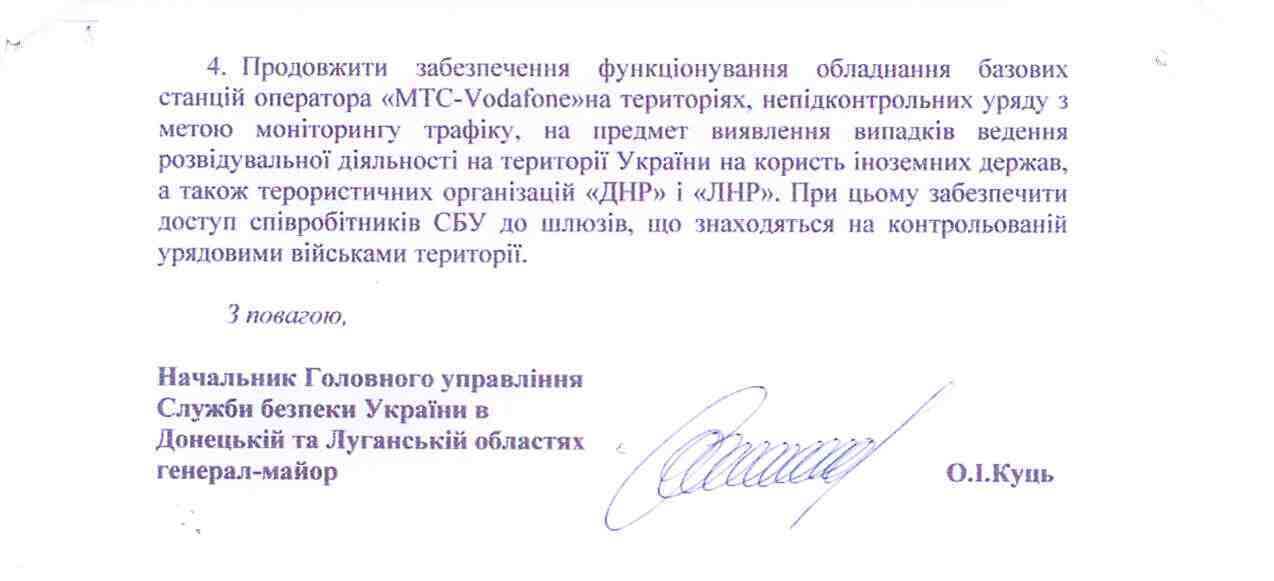 4. Продовжити забезпечення функціонування обладнання базових
станцій оператора «МТС-Vodafone»на територіях, непідконтрольних уряду з
метою моніторингу трафіку, на предмет виявлення випадків ведення
розвідувальної діяльності на території України на користь іноземних держав,
а також терористичних організацій «ДНР» і «ЛНР». При цьому забезпечити
доступ співробітників СБУ до шлюзів, що знаходяться на контрольованій
урядовими військами території.
З повагою,
Начальник Головного управління
Служби безпеки України в
Донецькій та Луганській областях
генерал-майор О.І.Куць